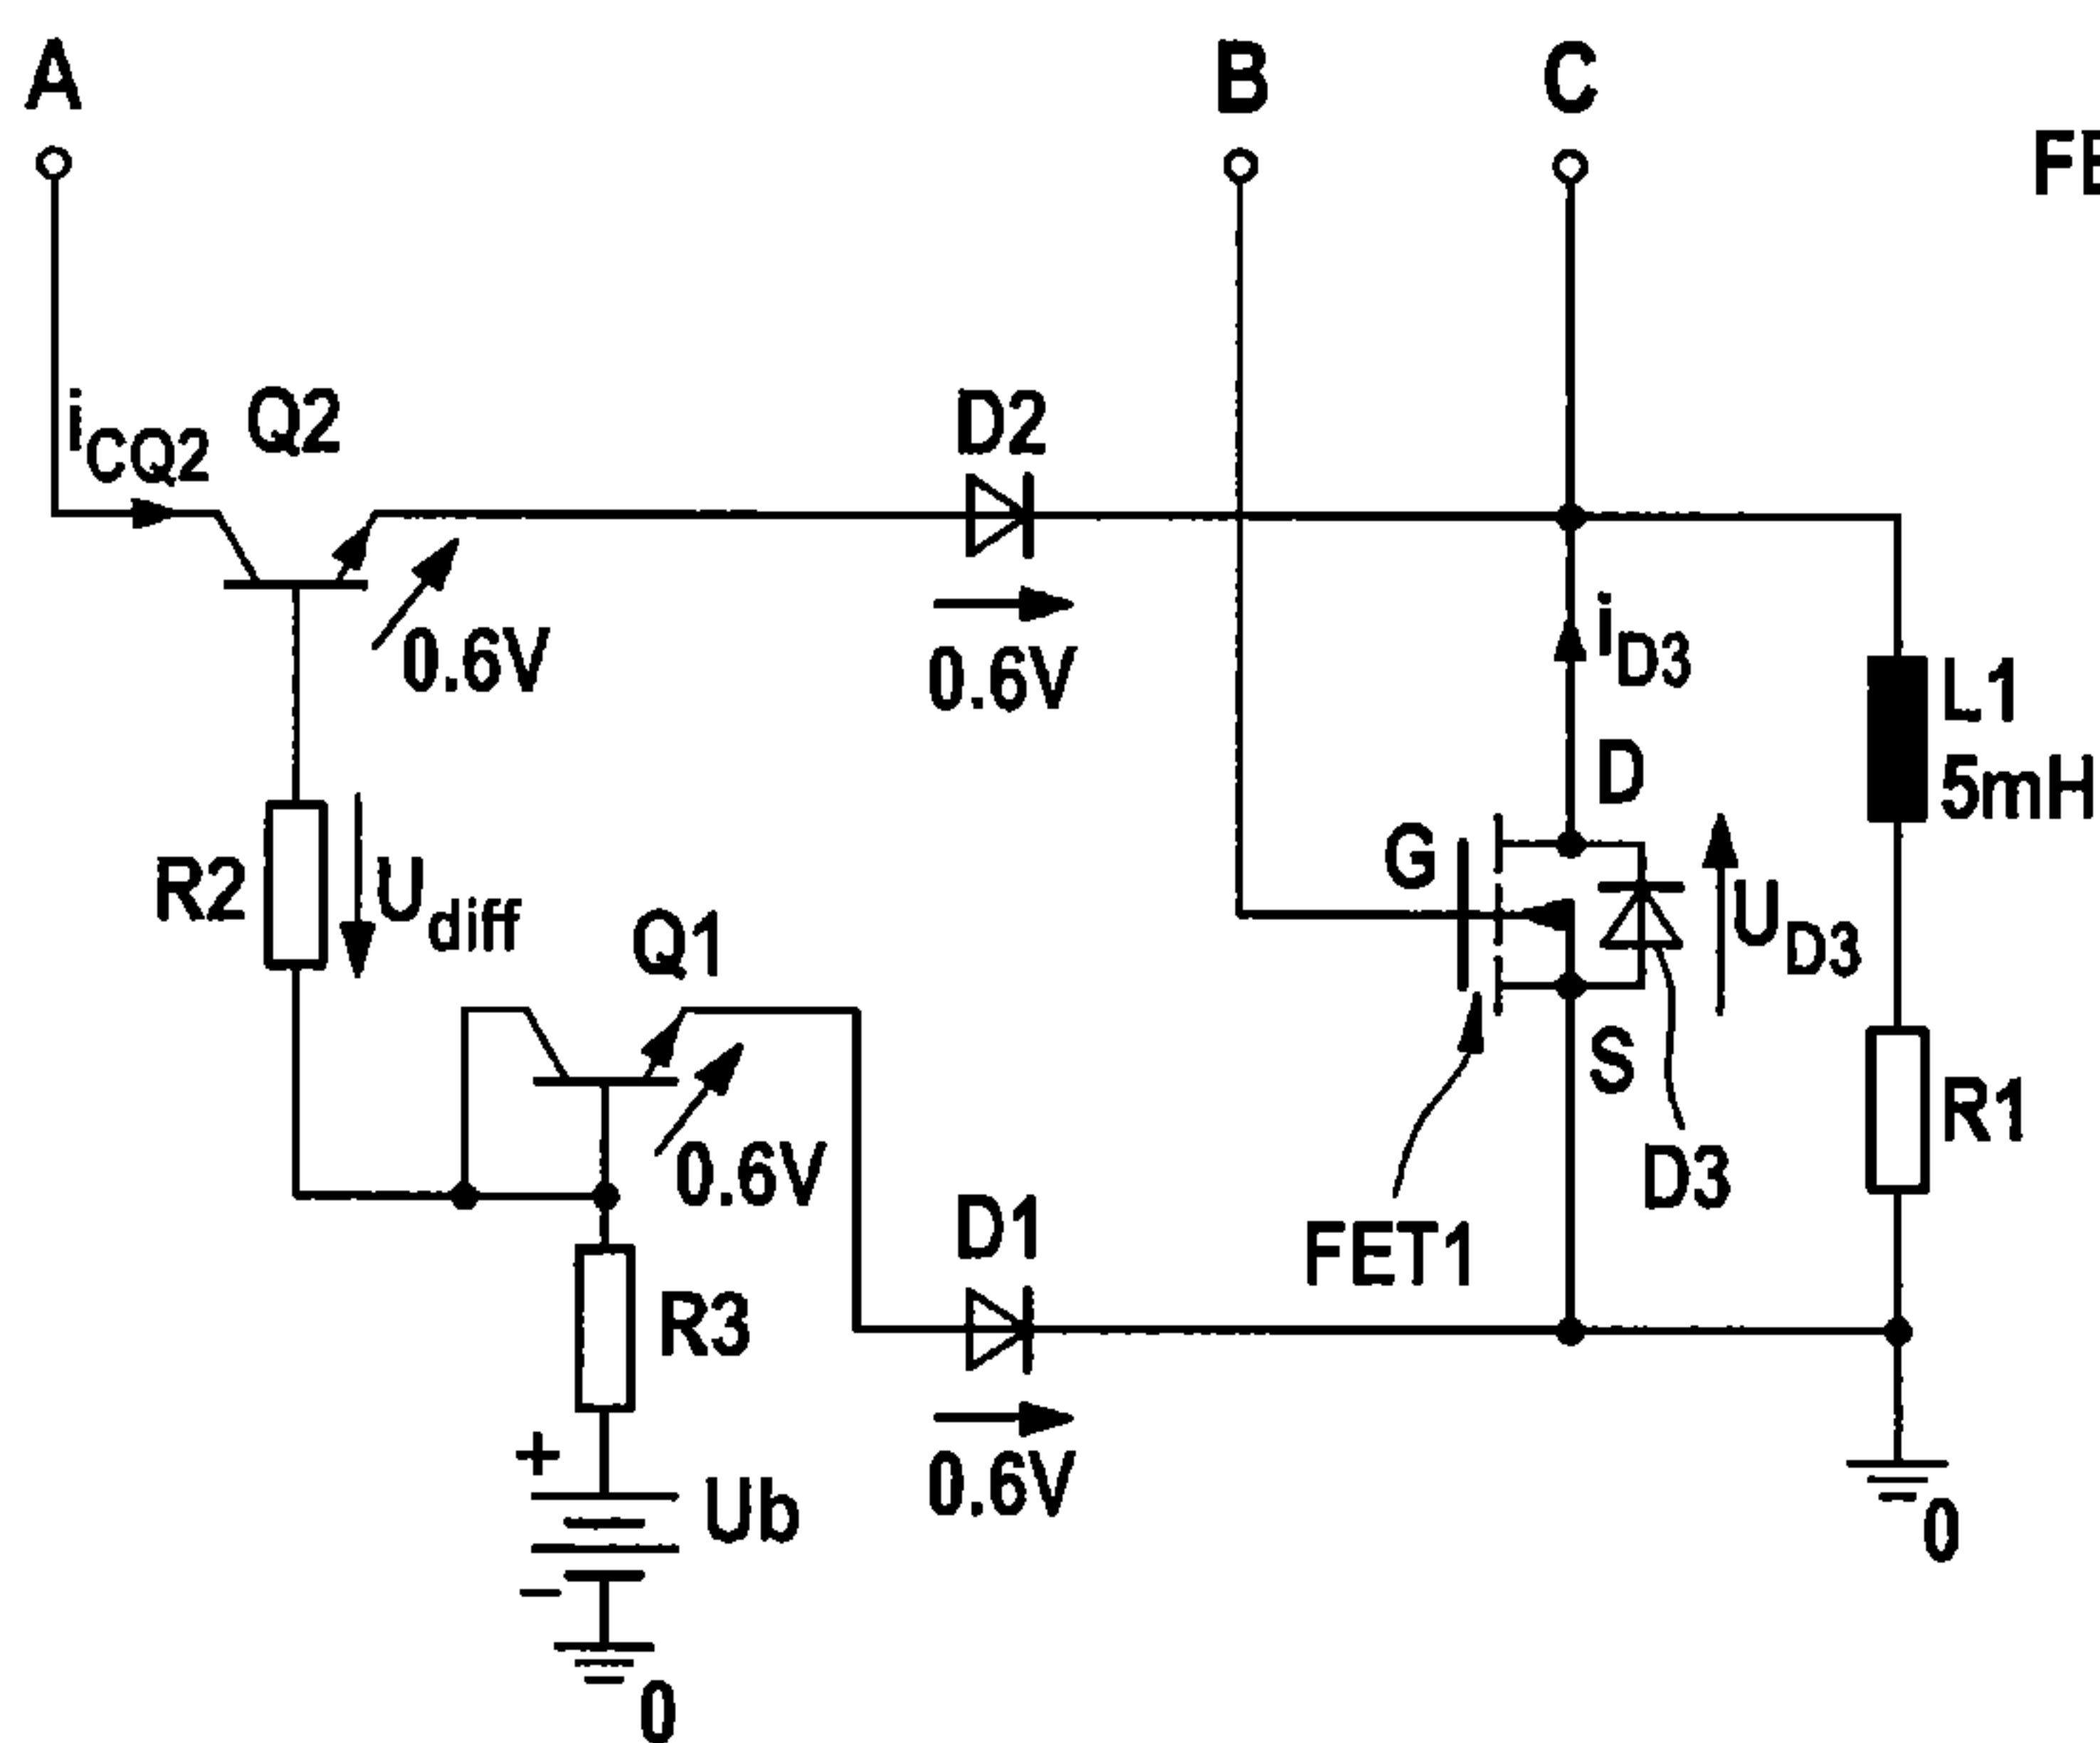 A
B
C
FE
iCQ2
Q2
D2
0.6V
0.6V
iD3
L1
5mH
D
G
UD3
R2
Udiff
Q1
S
R1
0.6V
D3
D1
FET1
R3
0.6V
+
Ub
−
0
0